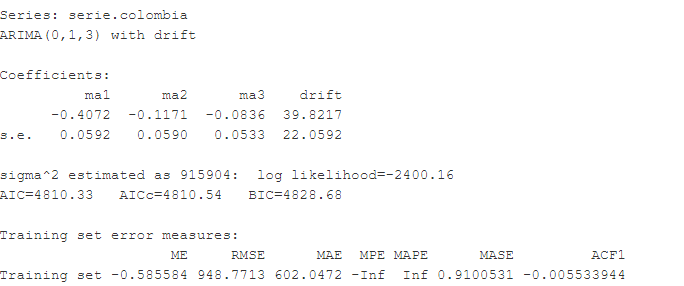 Series: serie.colombia
ARIMA(0,1,3) with drift
Coefficients:
ma1 ma2 ma3 drift
-0.4072 -0.1171 -0.0836 39.8217
s.e. 0.0592 0.0590 0.0533 22.0592
sigma^2 estimated as 915904: log likelihood=-2400.16
AIC=4810.33 AICc=4810.54 BIC=4828.68
Training set error measures:
ME RMSE MAE MPE MAPE MASE ACF1
Training set -0.585584 948.7713 602.0472 -Inf Inf 0.9100531 -0.005533944